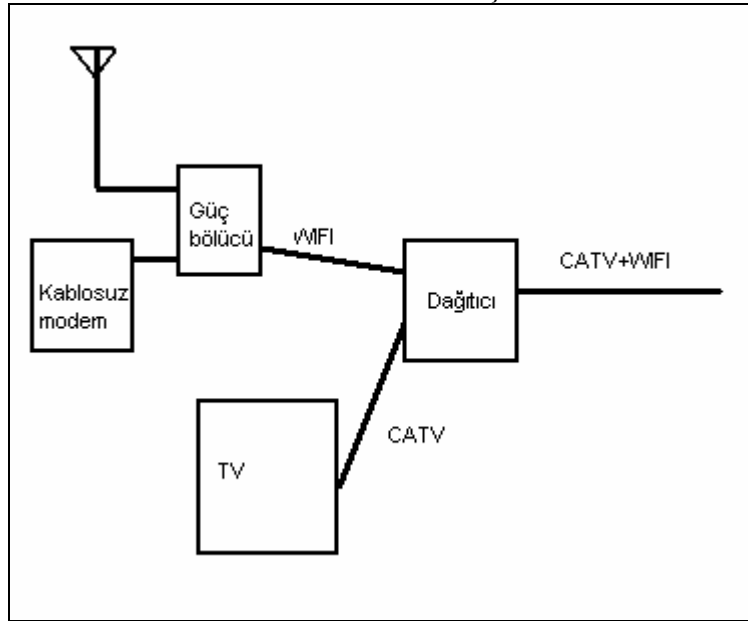 Güç
bölücü
WIFI
CATV+WIFI
Kablosuz
modem
Dağıtıcı
CATV
TV